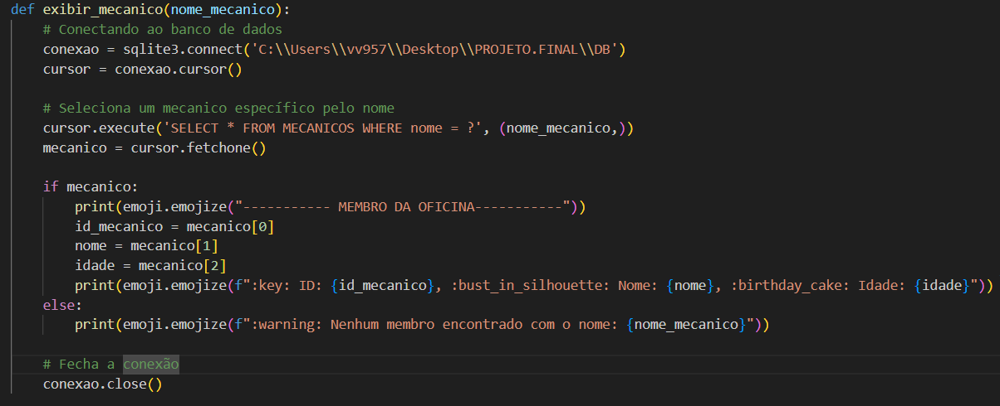 def exibir_mecanico(nome_mecanico):
    # Conectando ao banco de dados
    conexao = sqlite3.connect('C:\\Users\\vv957\\Desktop\\PROJETO.FINAL\\DB')
    cursor = conexao.cursor()

    # Seleciona um mecanico específico pelo nome
    cursor.execute('SELECT * FROM MECANICOS WHERE nome = ?', (nome_mecanico,))
    mecanico = cursor.fetchone()

    if mecanico:
        print(emoji.emojize("----------- MEMBRO DA OFICINA-----------"))
        id_mecanico = mecanico[0]
        nome = mecanico[1]
        idade = mecanico[2]
        print(emoji.emojize(f":key: ID: {id_mecanico}, :bust_in_silhouette: Nome: {nome}, :birthday_cake: Idade: {idade}"))
    else:
        print(emoji.emojize(f":warning: Nenhum membro encontrado com o nome: {nome_mecanico}"))

    # Fecha a conexão
    conexao.close()